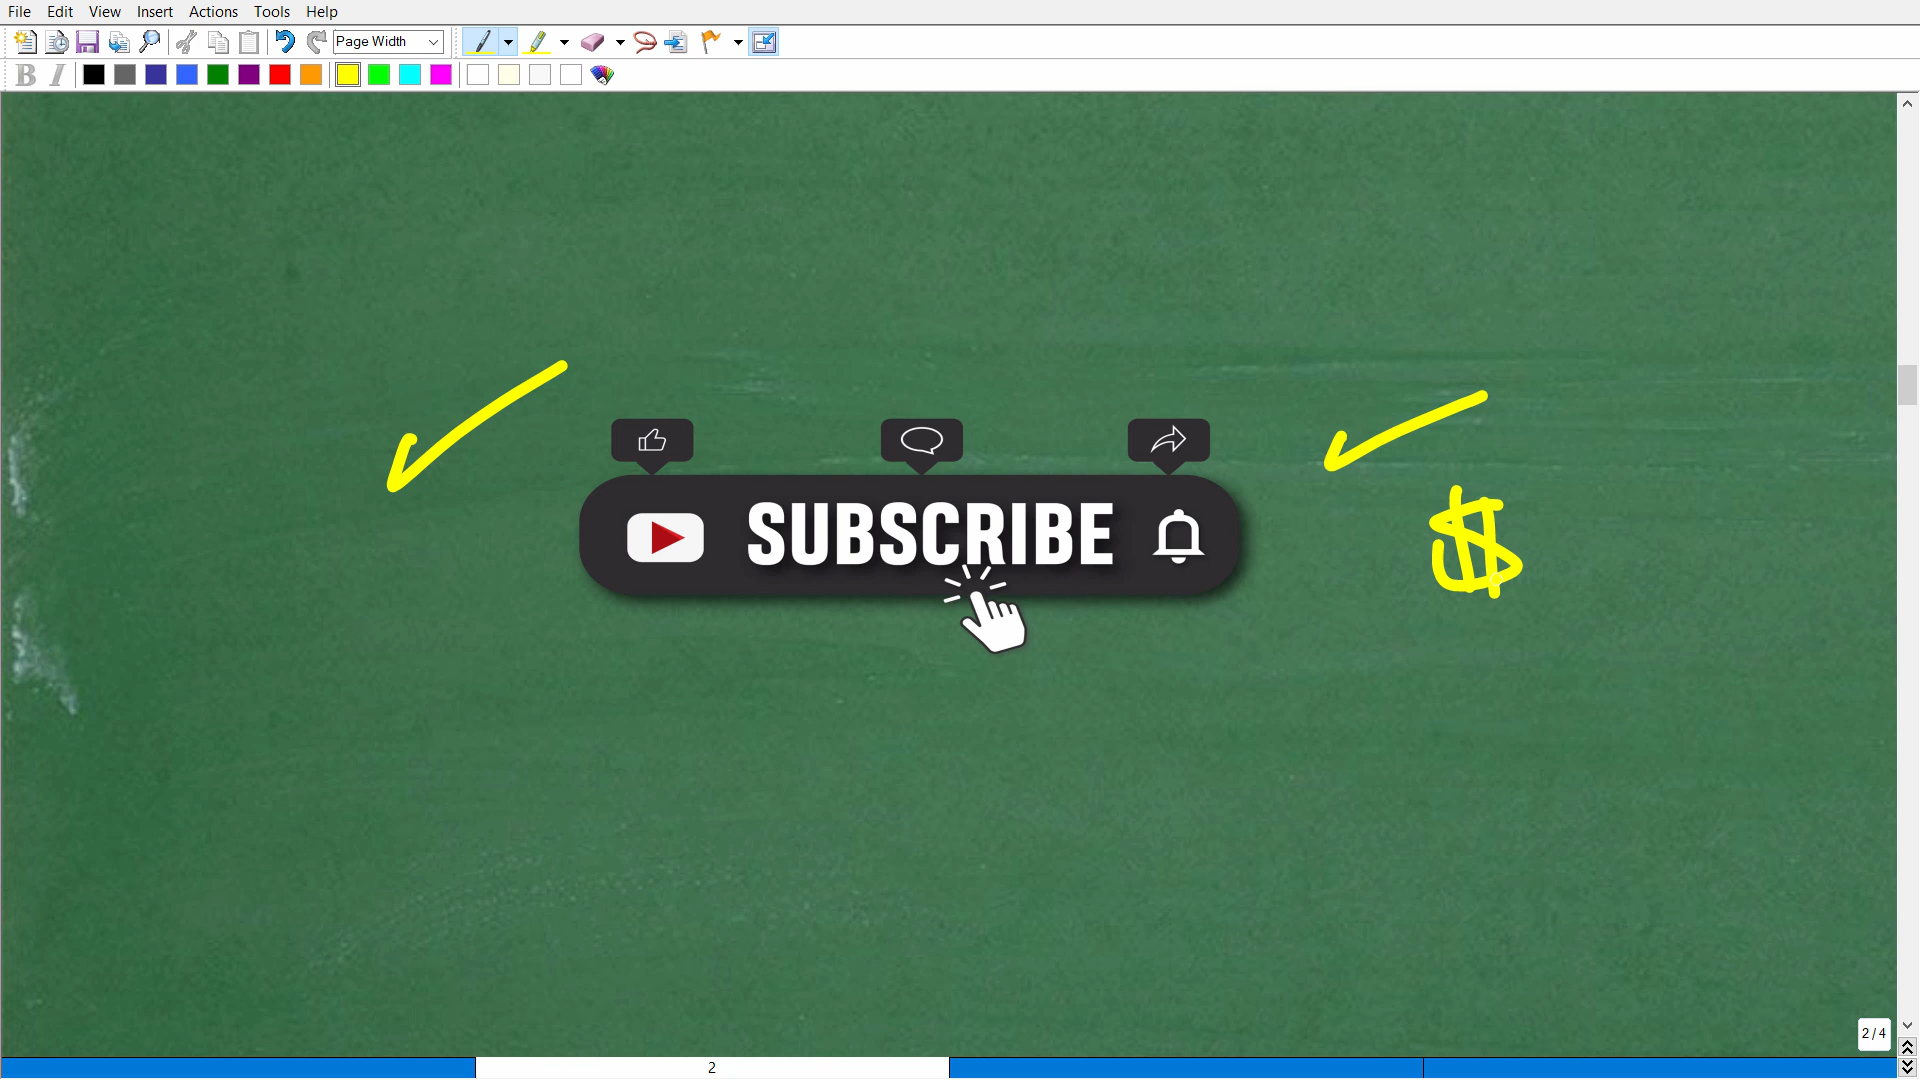 File Edit View Insert Actions Tools Help
Page Width
B I
SUBSCRIBE
$
2 / 4
2